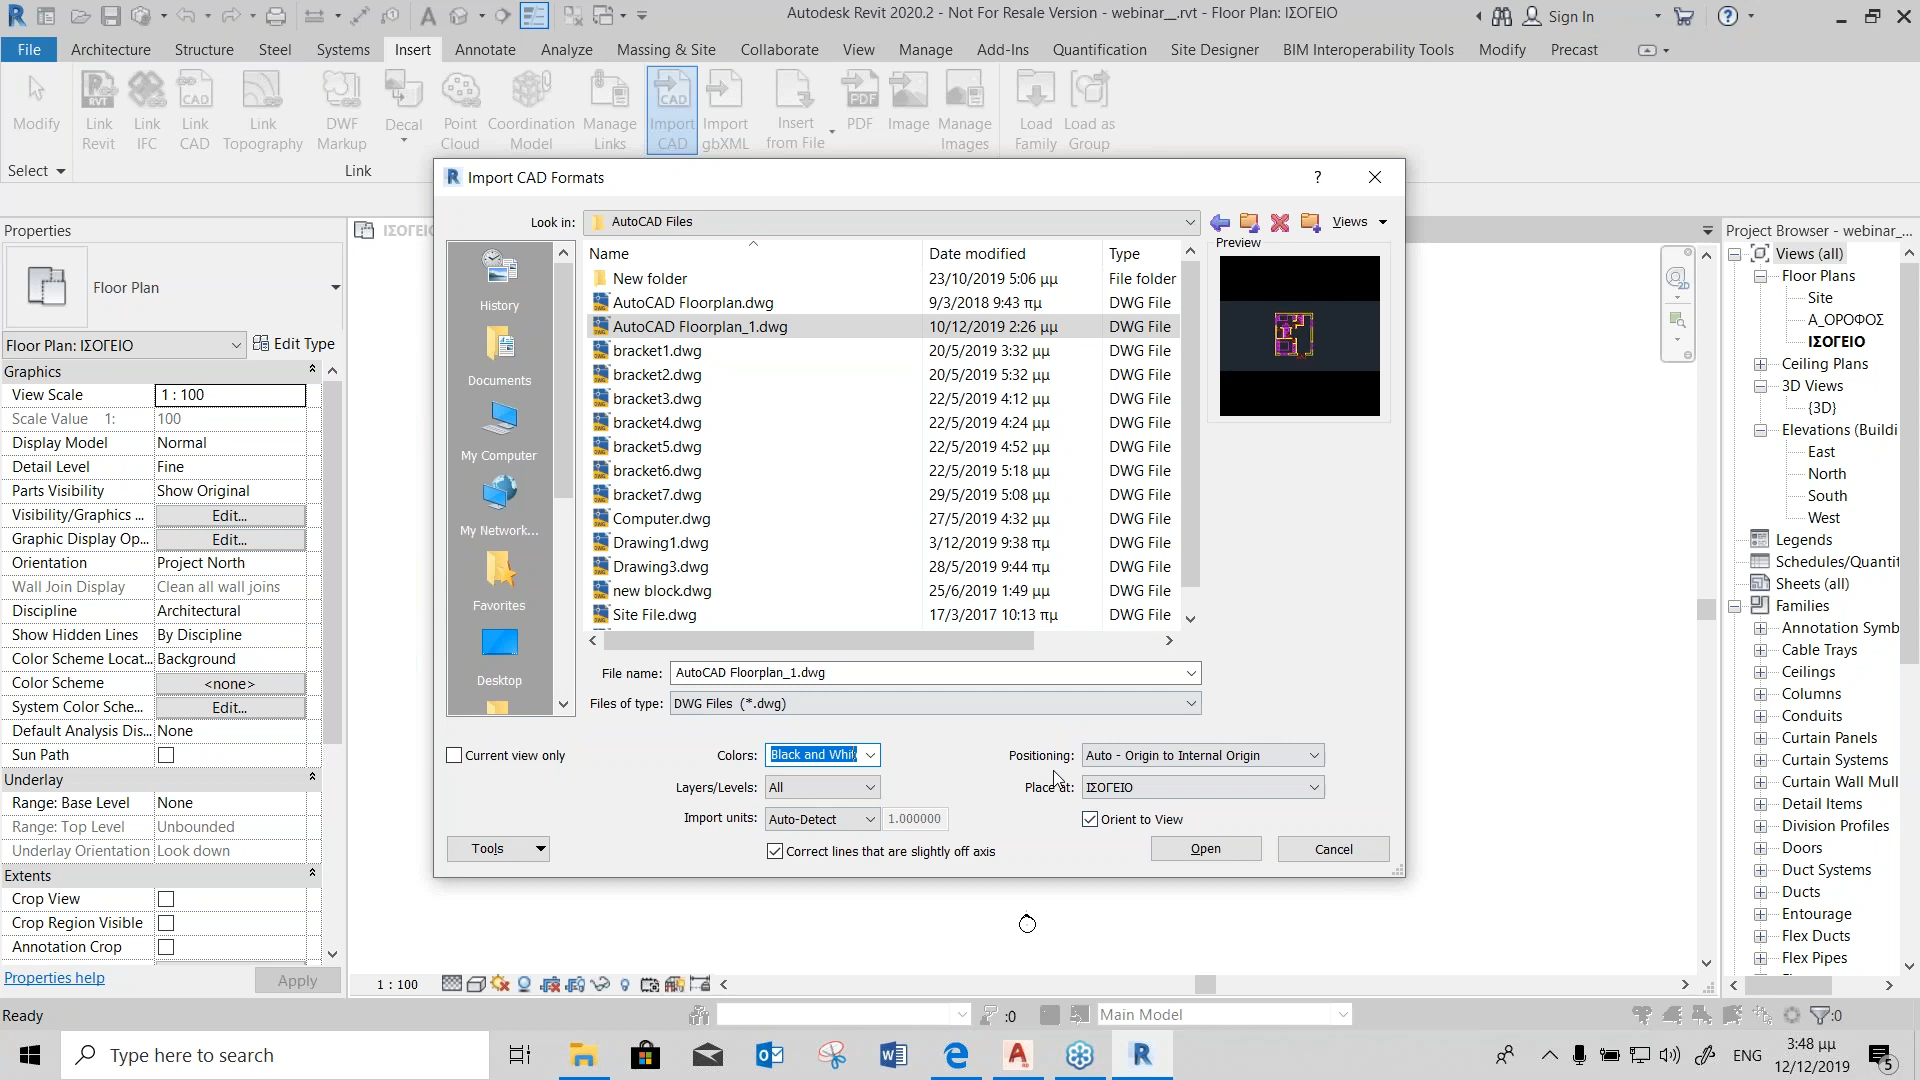 Autodesk Revit 2020.2 - Not For Resale Version - webinar__.rvt - Floor Plan: ΙΣΟΓΕΙΟ
Sign In
File Architecture Structure Steel Systems Insert Annotate Analyze Massing & Site Collaborate View Manage Add-Ins Quantification Site Designer BIM Interoperability Tools Modify Precast
Modify
Link Revit
Link IFC
Link CAD
Link Topography
DWF Markup
Decal
Point Cloud
Coordination Model
Manage Links
Import CAD
Import gbXML
Insert from File
PDF
Image
Manage Images
Load Family
Load as Group
Select
Link
Properties
Floor Plan
Floor Plan: ΙΣΟΓΕΙΟ
Edit Type
Graphics
View Scale 1 : 100
Scale Value 1: 100
Display Model Normal
Detail Level Fine
Parts Visibility Show Original
Visibility/Graphics ... Edit...
Graphic Display Op... Edit...
Orientation Project North
Wall Join Display Clean all wall joins
Discipline Architectural
Show Hidden Lines By Discipline
Color Scheme Locat... Background
Color Scheme <none>
System Color Sche... Edit...
Default Analysis Dis... None
Sun Path
Underlay
Range: Base Level None
Range: Top Level Unbounded
Underlay Orientation Look down
Extents
Crop View
Crop Region Visible
Annotation Crop
Properties help
Apply
Import CAD Formats
?
Look in: AutoCAD Files
Views
Preview
History
Documents
My Computer
My Network...
Favorites
Desktop
Name Date modified Type
New folder 23/10/2019 5:06 μμ File folder
AutoCAD Floorplan.dwg 9/3/2018 9:43 πμ DWG File
AutoCAD Floorplan_1.dwg 10/12/2019 2:26 μμ DWG File
bracket1.dwg 20/5/2019 3:32 μμ DWG File
bracket2.dwg 20/5/2019 5:32 μμ DWG File
bracket3.dwg 22/5/2019 4:12 μμ DWG File
bracket4.dwg 22/5/2019 4:24 μμ DWG File
bracket5.dwg 22/5/2019 4:52 μμ DWG File
bracket6.dwg 22/5/2019 5:18 μμ DWG File
bracket7.dwg 29/5/2019 5:08 μμ DWG File
Computer.dwg 27/5/2019 4:32 μμ DWG File
Drawing1.dwg 3/12/2019 9:38 πμ DWG File
Drawing3.dwg 28/5/2019 9:44 πμ DWG File
new block.dwg 25/6/2019 1:49 μμ DWG File
Site File.dwg 17/3/2017 10:13 πμ DWG File
File name: AutoCAD Floorplan_1.dwg
Files of type: DWG Files (*.dwg)
Current view only
Colors: Black and White
Layers/Levels: All
Import units: Auto-Detect 1.000000
Correct lines that are slightly off axis
Positioning: Auto - Origin to Internal Origin
Place at: ΙΣΟΓΕΙΟ
Orient to View
Tools
Open
Cancel
Project Browser - webinar_...
Views (all)
Floor Plans
Site
Α_ΟΡΟΦΟΣ
ΙΣΟΓΕΙΟ
Ceiling Plans
3D Views
{3D}
Elevations (Buildi
East
North
South
West
Legends
Schedules/Quantit
Sheets (all)
Families
Annotation Symb
Cable Trays
Ceilings
Columns
Conduits
Curtain Panels
Curtain Systems
Curtain Wall Mull
Detail Items
Division Profiles
Doors
Duct Systems
Ducts
Entourage
Flex Ducts
Flex Pipes
1 : 100
Ready
:0
Main Model
:0
Type here to search
ENG
3:48 μμ
12/12/2019
5